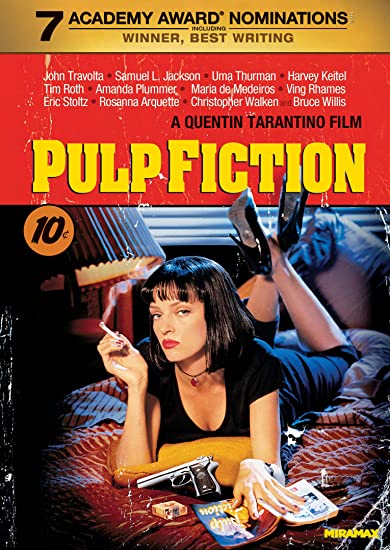 7 ACADEMY AWARD® NOMINATIONS
INCLUDING
WINNER, BEST WRITING
John Travolta • Samuel L. Jackson • Uma Thurman • Harvey Keitel
Tim Roth • Amanda Plummer • Maria de Medeiros • Ving Rhames
Eric Stoltz • Rosanna Arquette • Christopher Walken and Bruce Willis
A QUENTIN TARANTINO FILM
PULP FICTION
10¢
Pulp Fiction
MIRAMAX